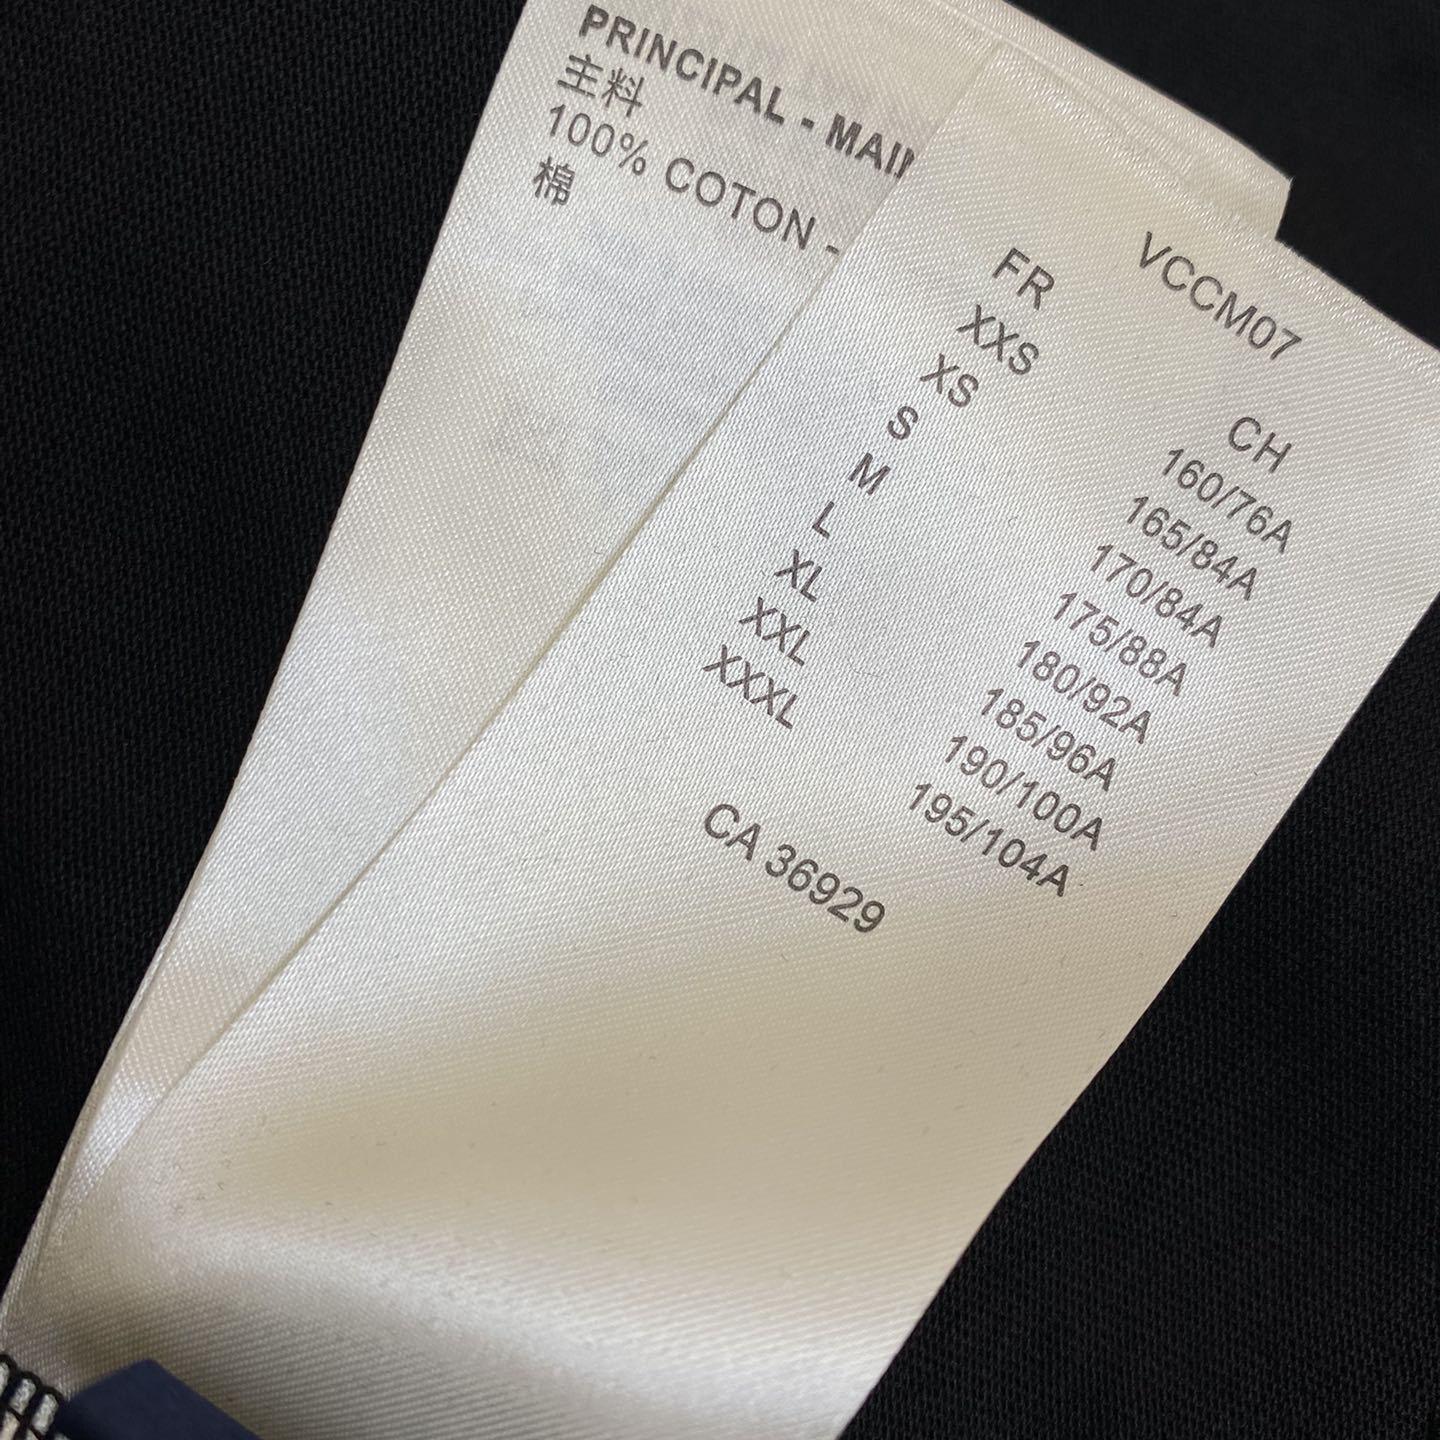 PRINCIPAL - MAIN
主料
100% COTON -
棉
VCCM07
FR CH
XXS 160/76A
XS 165/84A
S 170/84A
M 175/88A
L 180/92A
XL 185/96A
XXL 190/100A
XXXL 195/104A
CA 36929